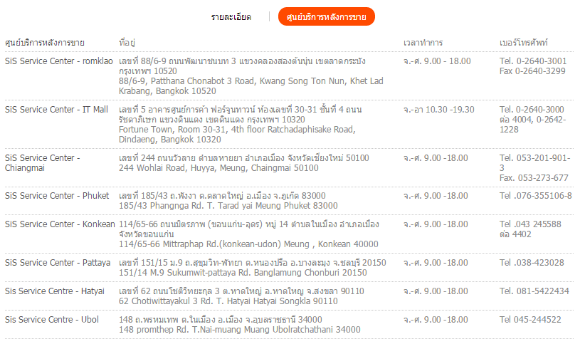 รายละเอียด ศูนย์บริการหลังการขาย
ศูนย์บริการหลังการขาย ที่อยู่ เวลาทำการ เบอร์โทรศัพท์
SiS Service Center - romklao เลขที่ 88/6-9 ถนนพัฒนาชนบท 3 แขวงคลองสองต้นนุ่น เขตลาดกระบัง จ.-ศ. 9.00 -18.00 Tel. 0-2640-3001
กรุงเทพฯ 10520 Fax 0-2640-3299
88/6-9, Patthana Chonabot 3 Road, Kwang Song Ton Nun, Khet Lad
Krabang, Bangkok 10520
SiS Service Center - IT Mall เลขที่ 5 อาคารศูนย์การค้า ฟอร์จูนทาวน์ ห้องเลขที่ 30-31 ชั้นที่ 4 ถนน จ.-อา 10.30 -19.30 Tel. 0-2640-3000
รัชดาภิเษก แขวงดินแดง เขตดินแดง กรุงเทพฯ 10320 ต่อ 4004, 0-2642-
Fortune Town, Room 30-31, 4th floor Ratchadaphisake Road, 1228
Dindaeng, Bangkok 10320
SiS Service Center - เลขที่ 244 ถนนวัวลาย ตำบลหายยา อำเภอเมือง จังหวัดเชียงใหม่ 50100 จ.-ศ. 9.00 -18.00 Tel. 053-201-901-
Chiangmai 244 Wohlai Road, Huyya, Meung, Chaingmai 50100 3
Fax. 053-273-677
SiS Service Center - Phuket เลขที่ 185/43 ถ.พังงา ต.ตลาดใหญ่ อ.เมือง จ.ภูเก็ต 83000 จ.-ศ. 9.00 -18.00 Tel .076-355106-8
185/43 Phangnga Rd. T. Tarad yai Meung Phuket 83000
SiS Service Center - Konkean 114/65-66 ถนนมิตรภาพ (ขอนแก่น-อุดร) หมู่ 14 ตำบลในเมือง อำเภอเมือง จ.-ศ. 9.00 -18.00 Tel .043 245588
จังหวัดขอนแก่น ต่อ 4402
114/65-66 Mittraphap Rd.(konkean-udon) Meung , Konkean 40000
SiS Service Center - Pattaya เลขที่ 151/15 ม.9 ถ.สุขุมวิท-พัทยา ต.หนองปรือ อ.บางละมุง จ.ชลบุรี 20150 จ.-ศ. 9.00 -18.00 Tel .038-423028
151/14 M.9 Sukumwit-pattaya Rd. Banglamung Chonburi 20150
Sis Service Centre - Hatyai เลขที่ 62 ถนนโชติวิทยะกุล 3 ต.หาดใหญ่ อ.หาดใหญ่ จ.สงขลา 90110 จ.-ศ. 9.00 -18.00 Tel. 081-5422434
62 Chotiwittayakul 3 Rd. T. Hatyai Hatyai Songkla 90110
Sis Service Centre - Ubol 148 ถ.พรหมเทพ ต.ในเมือง อ.เมือง จ.อุบลราชธานี 34000 จ.-ศ. 9.00 -18.00 Tel 045-244522
148 promthep Rd. T.Nai-muang Muang Ubolratchathani 34000